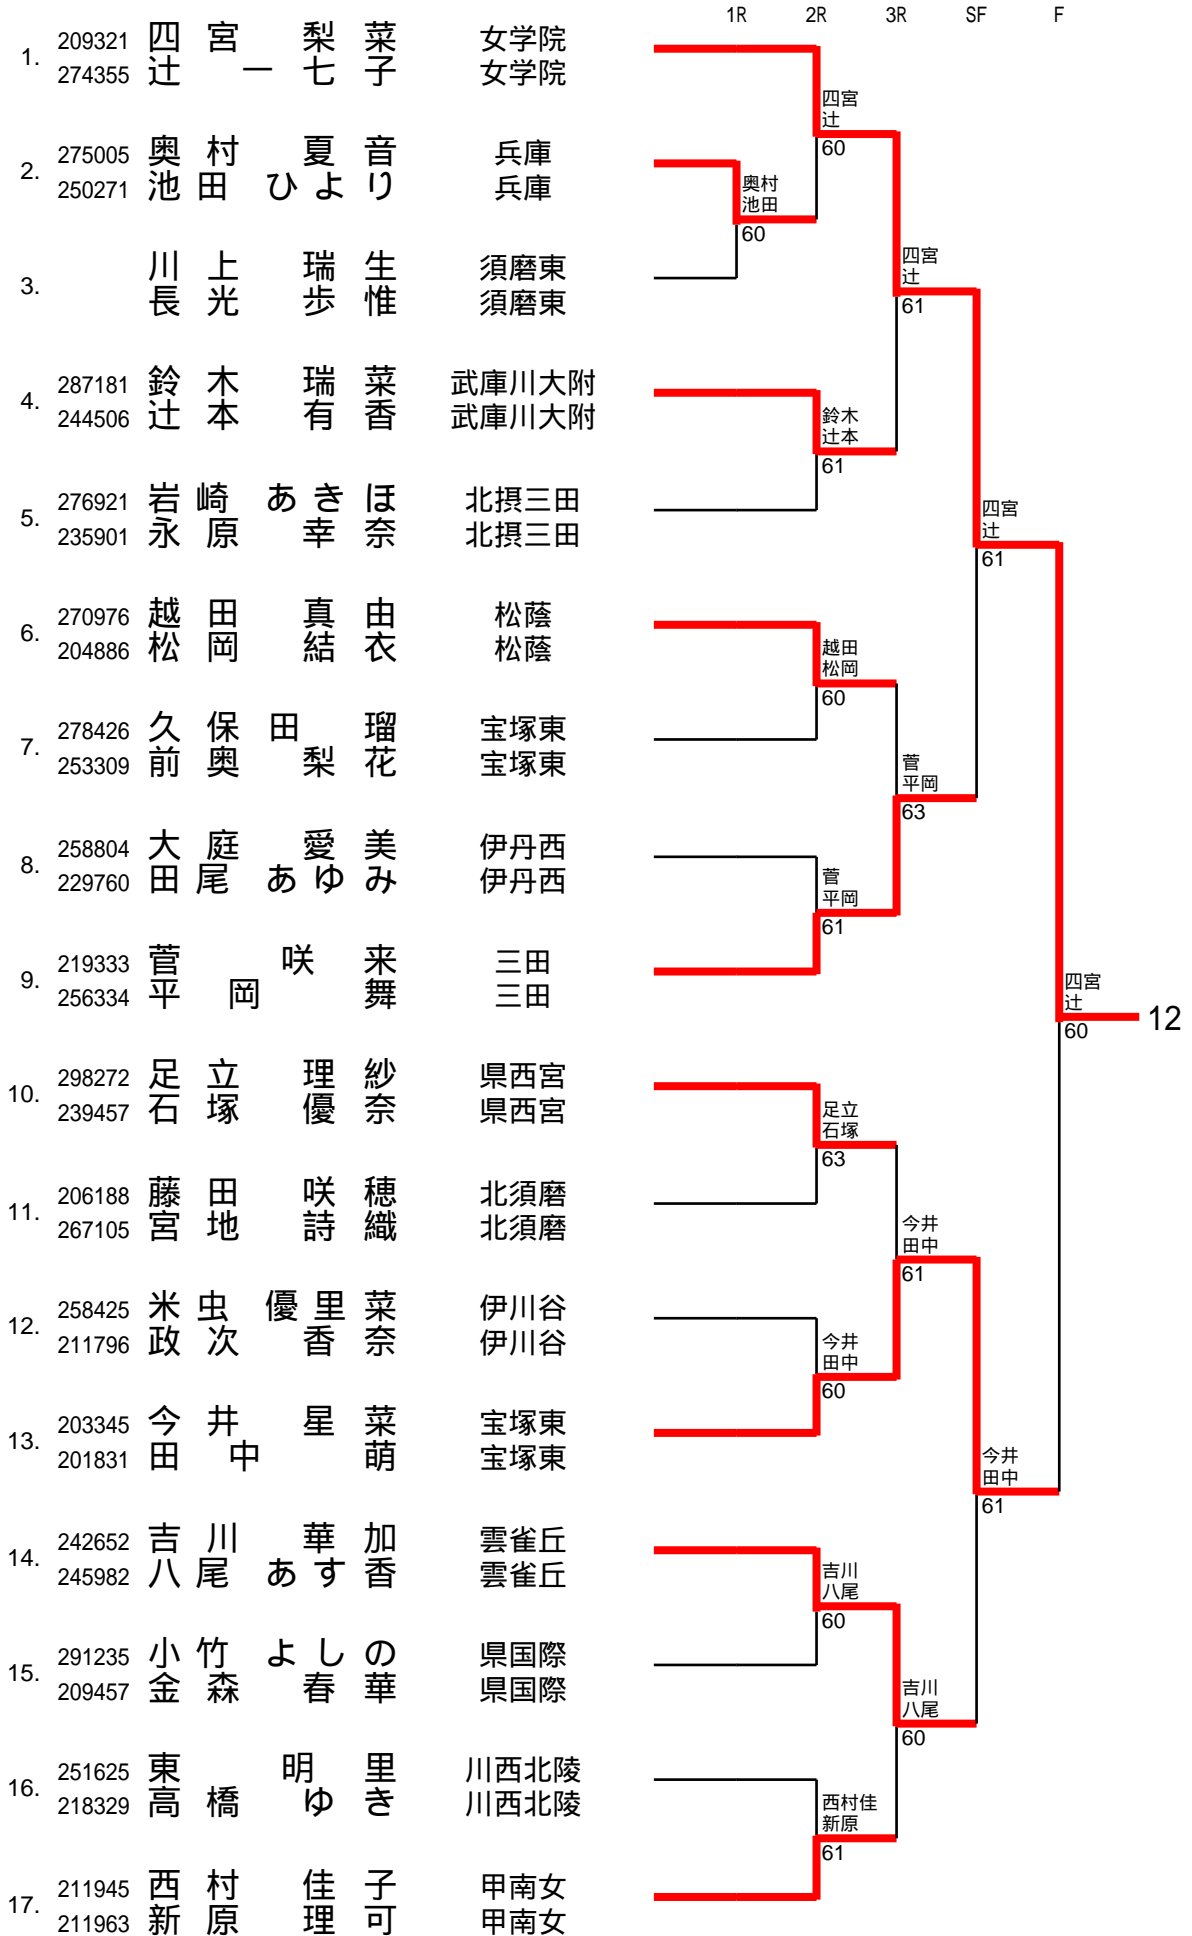 1R 2R 3R SF F
1. 209321 四宮 梨菜 女学院
274355 辻 一七子 女学院
2. 275005 奥村 夏音 兵庫
250271 池田 ひより 兵庫
3. 川上 瑞生 須磨東
長光 歩惟 須磨東
4. 287181 鈴木 瑞菜 武庫川大附
244506 辻本 有香 武庫川大附
5. 276921 岩崎 あきほ 北摂三田
235901 永原 幸奈 北摂三田
6. 270976 越田 真由 松蔭
204886 松岡 結衣 松蔭
7. 278426 久保田 瑠 宝塚東
253309 前奥 梨花 宝塚東
8. 258804 大庭 愛美 伊丹西
229760 田尾 あゆみ 伊丹西
9. 219333 菅 咲来 三田
256334 平岡 舞 三田
10. 298272 足立 理紗 県西宮
239457 石塚 優奈 県西宮
11. 206188 藤田 咲穂 北須磨
267105 宮地 詩織 北須磨
12. 258425 米虫 優里菜 伊川谷
211796 政次 香奈 伊川谷
13. 203345 今井 星菜 宝塚東
201831 田中 萌 宝塚東
14. 242652 吉川 華加 雲雀丘
245982 八尾 あす香 雲雀丘
15. 291235 小竹 よしの 県国際
209457 金森 春華 県国際
16. 251625 東 明里 川西北陵
218329 高橋 ゆき 川西北陵
17. 211945 西村 佳子 甲南女
211963 新原 理可 甲南女
奥村
池田
60
四宮
辻
60
鈴木
辻本
61
越田
松岡
60
菅
平岡
61
足立
石塚
63
今井
田中
60
吉川
八尾
60
西村佳
新原
61
四宮
辻
61
菅
平岡
63
今井
田中
61
吉川
八尾
60
四宮
辻
61
今井
田中
61
四宮
辻
60
12